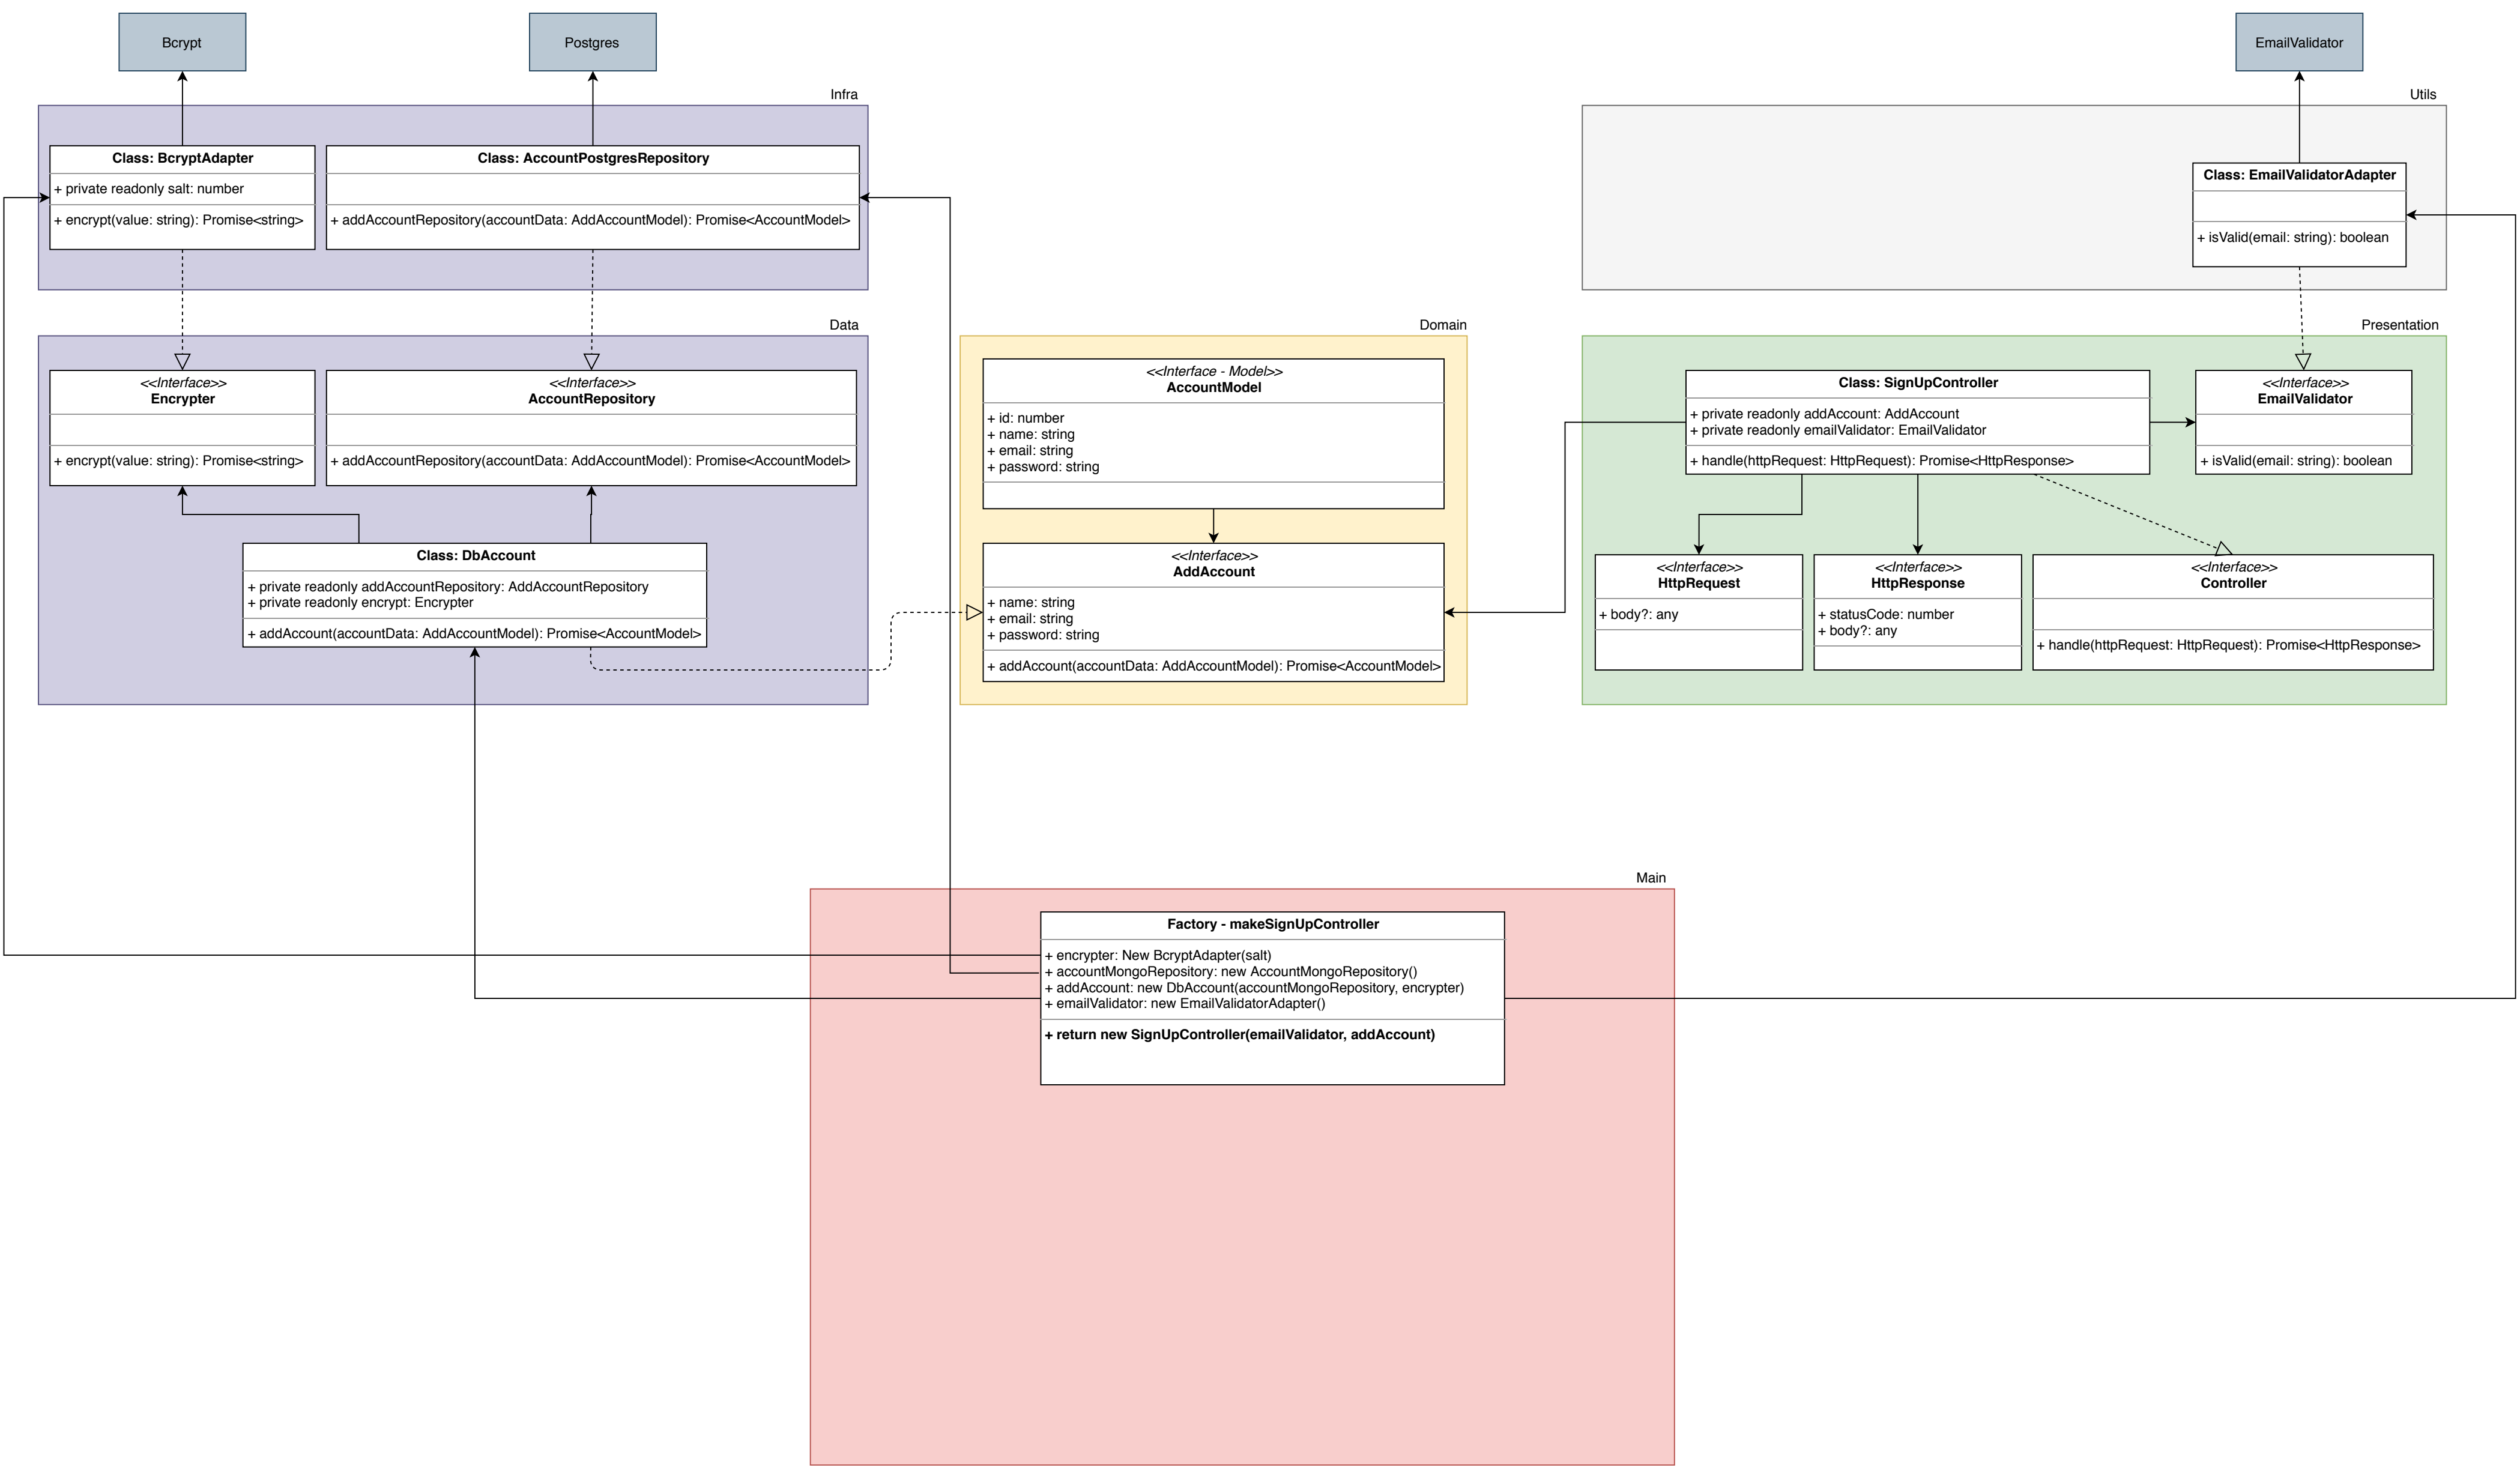 Bcrypt
Postgres
EmailValidator
Infra
Utils
Class: BcryptAdapter
+ private readonly salt: number
+ encrypt(value: string): Promise<string>
Class: AccountPostgresRepository
+ addAccountRepository(accountData: AddAccountModel): Promise<AccountModel>
Class: EmailValidatorAdapter
+ isValid(email: string): boolean
Data
Domain
Presentation
<<Interface>>
Encrypter
+ encrypt(value: string): Promise<string>
<<Interface>>
AccountRepository
+ addAccountRepository(accountData: AddAccountModel): Promise<AccountModel>
Class: DbAccount
+ private readonly addAccountRepository: AddAccountRepository
+ private readonly encrypt: Encrypter
+ addAccount(accountData: AddAccountModel): Promise<AccountModel>
<<Interface - Model>>
AccountModel
+ id: number
+ name: string
+ email: string
+ password: string
<<Interface>>
AddAccount
+ name: string
+ email: string
+ password: string
+ addAccount(accountData: AddAccountModel): Promise<AccountModel>
Class: SignUpController
+ private readonly addAccount: AddAccount
+ private readonly emailValidator: EmailValidator
+ handle(httpRequest: HttpRequest): Promise<HttpResponse>
<<Interface>>
EmailValidator
+ isValid(email: string): boolean
<<Interface>>
HttpRequest
+ body?: any
<<Interface>>
HttpResponse
+ statusCode: number
+ body?: any
<<Interface>>
Controller
+ handle(httpRequest: HttpRequest): Promise<HttpResponse>
Main
Factory - makeSignUpController
+ encrypter: New BcryptAdapter(salt)
+ accountMongoRepository: new AccountMongoRepository()
+ addAccount: new DbAccount(accountMongoRepository, encrypter)
+ emailValidator: new EmailValidatorAdapter()
+ return new SignUpController(emailValidator, addAccount)